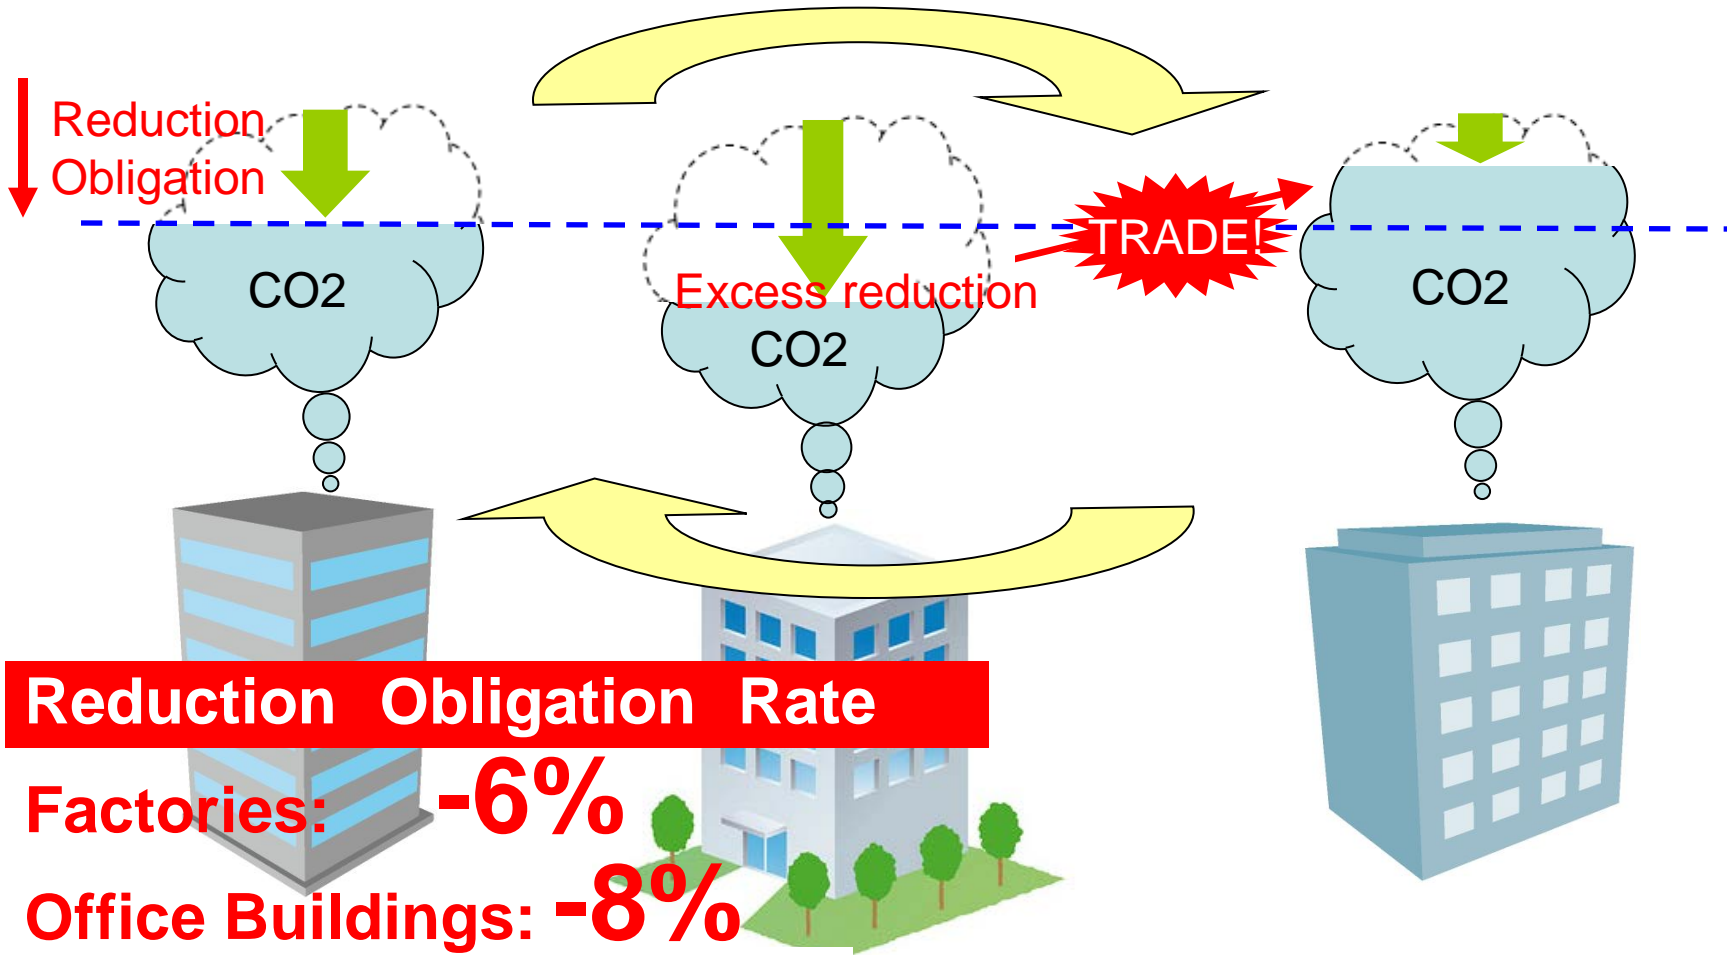 Reduction
Obligation
TRADE!
CO2
Excess reduction
CO2
CO2
Reduction Obligation Rate
Factories: -6%
Office Buildings: -8%